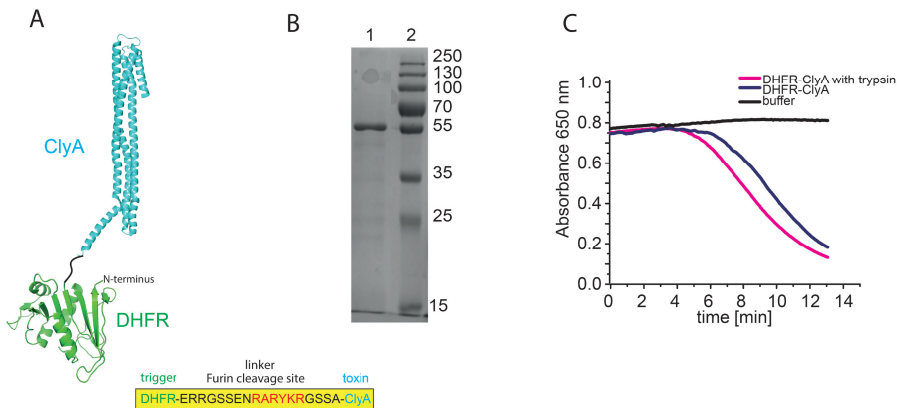 A
ClyA
N-terminus
DHFR
trigger
linker
Furin cleavage site
toxin
DHFR-ERRGSSENRARYKRGSSA-ClyA
B
1 2
250
130
100
70
55
35
25
15
C
DHFR-ClyA with trypsin
DHFR-ClyA
buffer
Absorbance 650 nm
1.0
0.8
0.6
0.4
0.2
0.0
0 2 4 6 8 10 12 14
time [min]